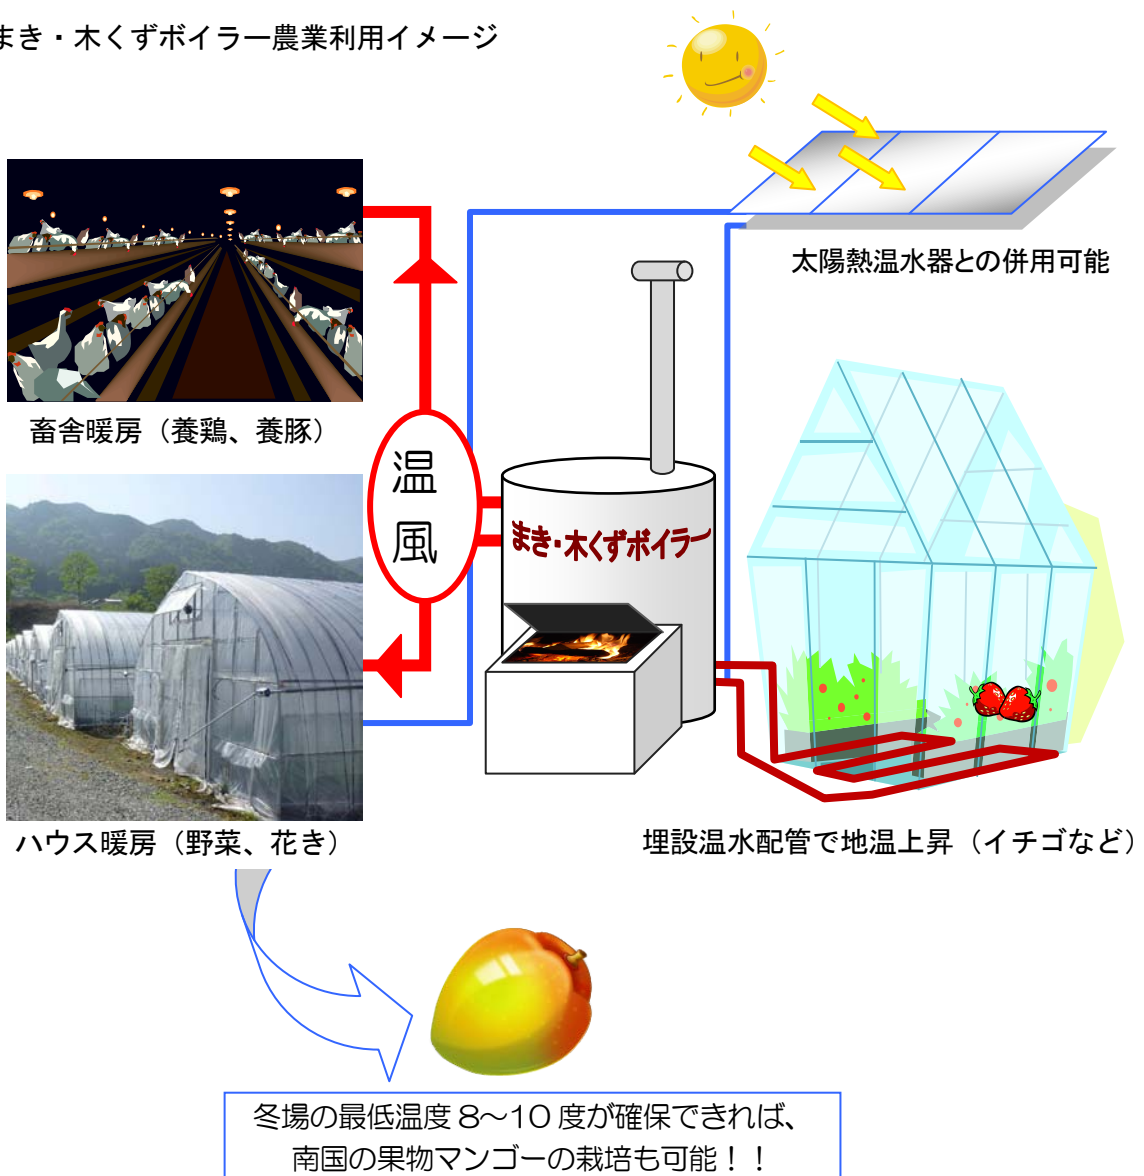 まき・木くずボイラー農業利用イメージ
太陽熱温水器との併用可能
畜舎暖房（養鶏、養豚）
温
風
まき・木くずボイラー
ハウス暖房（野菜、花き）
埋設温水配管で地温上昇（イチゴなど）
冬場の最低温度８～１０度が確保できれば、
南国の果物マンゴーの栽培も可能！！